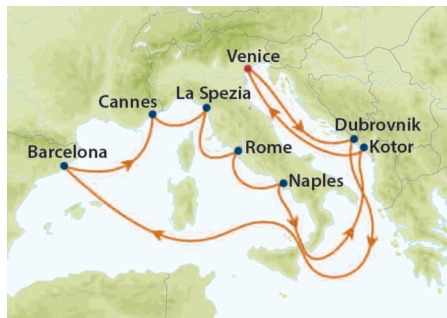 Venice
Cannes
La Spezia
Dubrovnik
Kotor
Barcelona
Rome
Naples